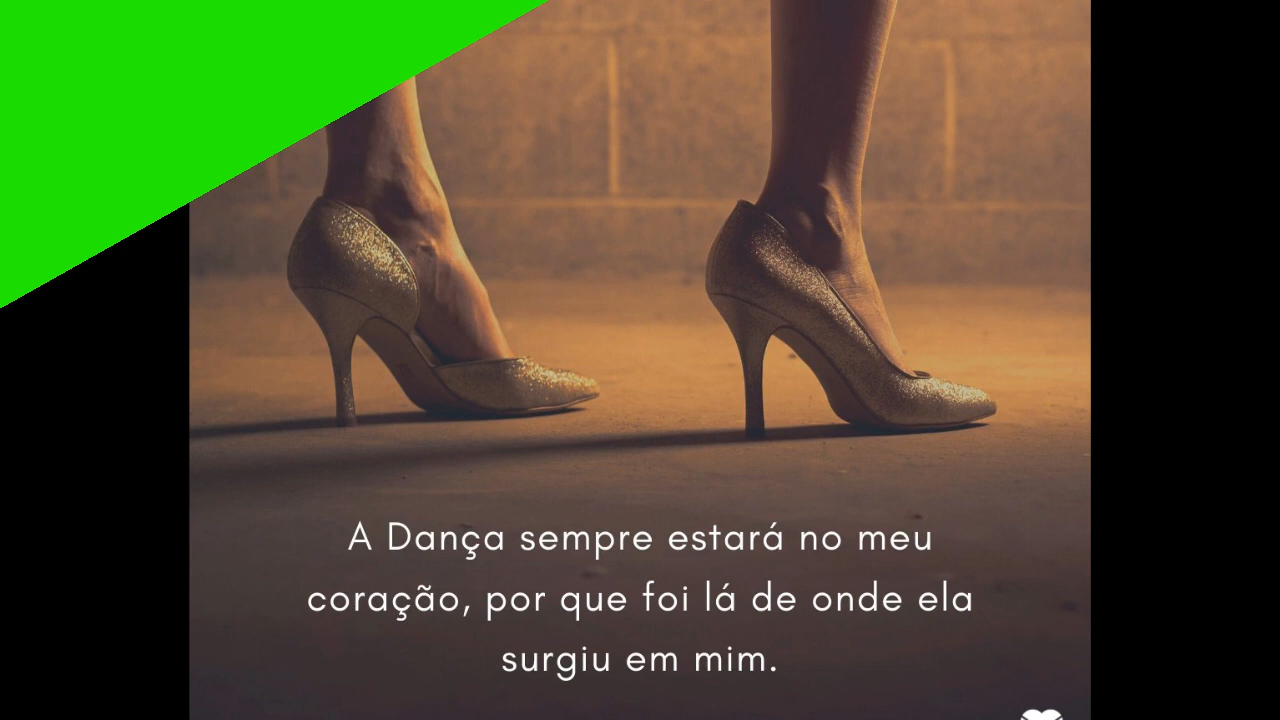 A Dança sempre estará no meu
coração, por que foi lá de onde ela
surgiu em mim.